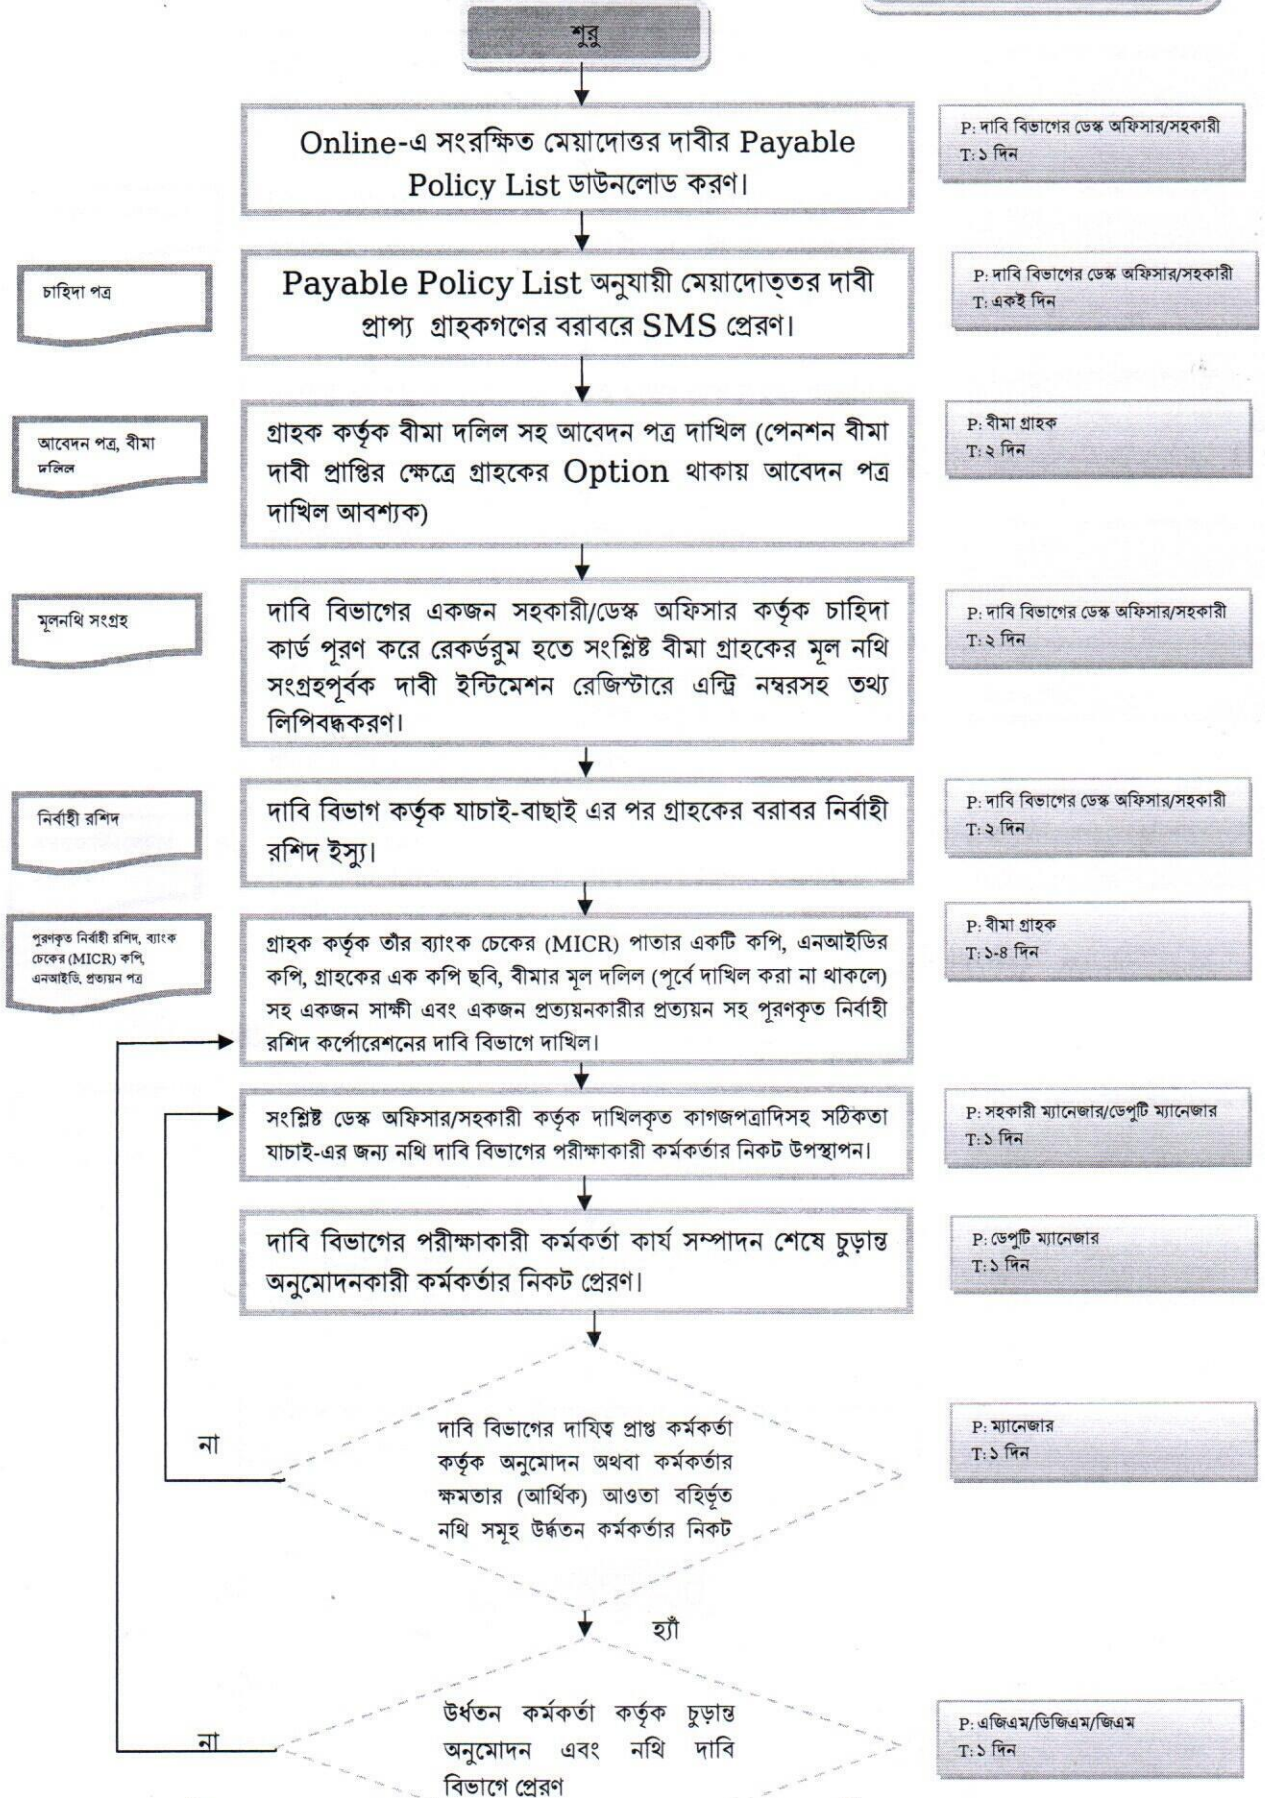 শুরু
Online-এ সংরক্ষিত মেয়াদোত্তর দাবীর Payable
Policy List ডাউনলোড করণ।
P: দাবি বিভাগের ডেস্ক অফিসার/সহকারী
T: ১ দিন
চাহিদা পত্র
Payable Policy List অনুযায়ী মেয়াদোত্তর দাবী
প্রাপ্য গ্রাহকগণের বরাবরে SMS প্রেরণ।
P: দাবি বিভাগের ডেস্ক অফিসার/সহকারী
T: একই দিন
আবেদন পত্র, বীমা
দলিল
গ্রাহক কর্তৃক বীমা দলিল সহ আবেদন পত্র দাখিল (পেনশন বীমা
দাবী প্রাপ্তির ক্ষেত্রে গ্রাহকের Option থাকায় আবেদন পত্র
দাখিল আবশ্যক)
P: বীমা গ্রাহক
T: ২ দিন
মূলনথি সংগ্রহ
দাবি বিভাগের একজন সহকারী/ডেস্ক অফিসার কর্তৃক চাহিদা
কার্ড পূরণ করে রেকর্ডরুম হতে সংশ্লিষ্ট বীমা গ্রাহকের মূল নথি
সংগ্রহপূর্বক দাবী ইন্টিমেশন রেজিস্টারে এন্ট্রি নম্বরসহ তথ্য
লিপিবদ্ধকরণ।
P: দাবি বিভাগের ডেস্ক অফিসার/সহকারী
T: ২ দিন
নির্বাহী রশিদ
দাবি বিভাগ কর্তৃক যাচাই-বাছাই এর পর গ্রাহকের বরাবর নির্বাহী
রশিদ ইস্যু।
P: দাবি বিভাগের ডেস্ক অফিসার/সহকারী
T: ২ দিন
পুরণকৃত নির্বাহী রশিদ, ব্যাংক
চেকের (MICR) কপি,
এনআইডি, প্রত্যয়ন পত্র
গ্রাহক কর্তৃক তাঁর ব্যাংক চেকের (MICR) পাতার একটি কপি, এনআইডির
কপি, গ্রাহকের এক কপি ছবি, বীমার মূল দলিল (পূর্বে দাখিল করা না থাকলে)
সহ একজন সাক্ষী এবং একজন প্রত্যয়নকারীর প্রত্যয়ন সহ পূরণকৃত নির্বাহী
রশিদ কর্পোরেশনের দাবি বিভাগে দাখিল।
P: বীমা গ্রাহক
T: ১-৪ দিন
সংশ্লিষ্ট ডেস্ক অফিসার/সহকারী কর্তৃক দাখিলকৃত কাগজপত্রাদিসহ সঠিকতা
যাচাই-এর জন্য নথি দাবি বিভাগের পরীক্ষাকারী কর্মকর্তার নিকট উপস্থাপন।
P: সহকারী ম্যানেজার/ডেপুটি ম্যানেজার
T: ১ দিন
দাবি বিভাগের পরীক্ষাকারী কর্মকর্তা কার্য সম্পাদন শেষে চুড়ান্ত
অনুমোদনকারী কর্মকর্তার নিকট প্রেরণ।
P: ডেপুটি ম্যানেজার
T: ১ দিন
না
দাবি বিভাগের দায়িত্ব প্রাপ্ত কর্মকর্তা
কর্তৃক অনুমোদন অথবা কর্মকর্তার
ক্ষমতার (আর্থিক) আওতা বহির্ভূত
নথি সমূহ উর্দ্ধতন কর্মকর্তার নিকট
P: ম্যানেজার
T: ১ দিন
হ্যাঁ
না
উর্ধতন কর্মকর্তা কর্তৃক চুড়ান্ত
অনুমোদন এবং নথি দাবি
বিভাগে প্রেরণ
P: এজিএম/ডিজিএম/জিএম
T: ১ দিন